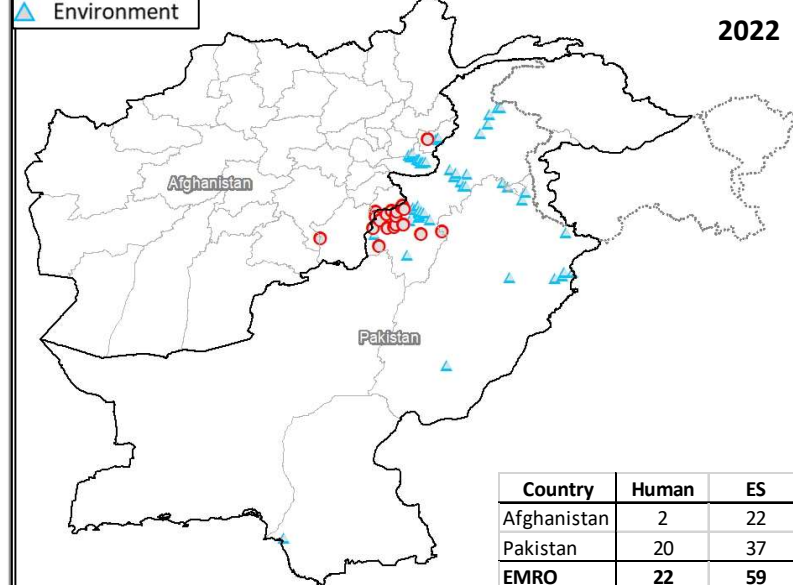 Environment
2022
Afghanistan
Pakistan
Country Human ES
Afghanistan 2 22
Pakistan 20 37
EMRO 22 59